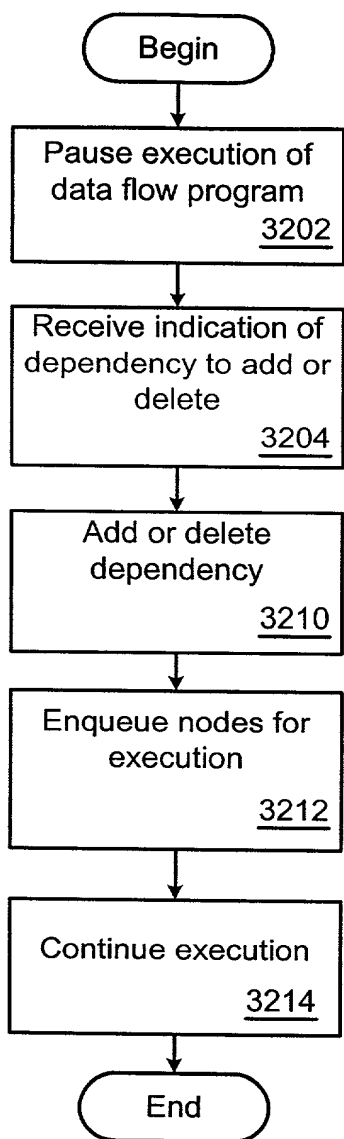 Begin
Pause execution of
data flow program
3202
Receive indication of
dependency to add or
delete
3204
Add or delete
dependency
3210
Enqueue nodes for
execution
3212
Continue execution
3214
End